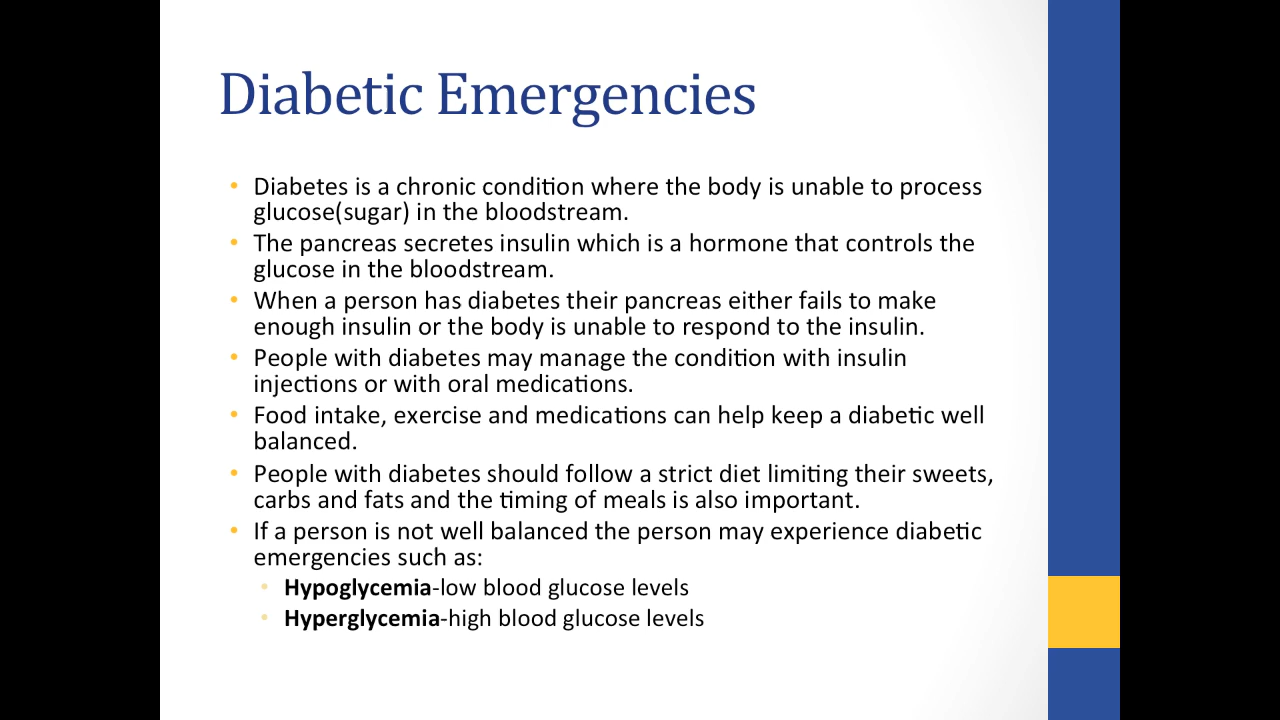 Diabetic Emergencies
• Diabetes is a chronic condition where the body is unable to process
glucose(sugar) in the bloodstream.
• The pancreas secretes insulin which is a hormone that controls the
glucose in the bloodstream.
• When a person has diabetes their pancreas either fails to make
enough insulin or the body is unable to respond to the insulin.
• People with diabetes may manage the condition with insulin
injections or with oral medications.
• Food intake, exercise and medications can help keep a diabetic well
balanced.
• People with diabetes should follow a strict diet limiting their sweets,
carbs and fats and the timing of meals is also important.
• If a person is not well balanced the person may experience diabetic
emergencies such as:
• Hypoglycemia-low blood glucose levels
• Hyperglycemia-high blood glucose levels